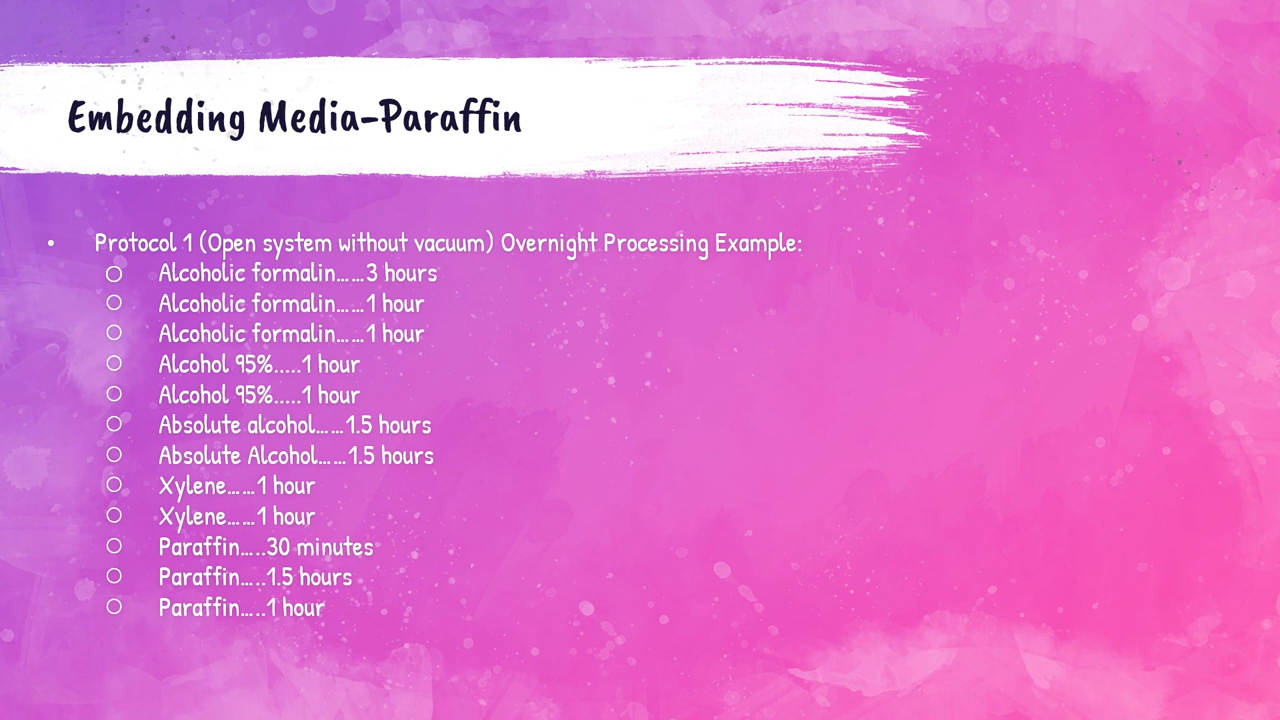 Embedding Media-Paraffin
• Protocol 1 (Open system without vacuum) Overnight Processing Example:
○ Alcoholic formalin……3 hours
○ Alcoholic formalin……1 hour
○ Alcoholic formalin……1 hour
○ Alcohol 95%.....1 hour
○ Alcohol 95%.....1 hour
○ Absolute alcohol……1.5 hours
○ Absolute Alcohol……1.5 hours
○ Xylene……1 hour
○ Xylene……1 hour
○ Paraffin…..30 minutes
○ Paraffin…..1.5 hours
○ Paraffin…..1 hour